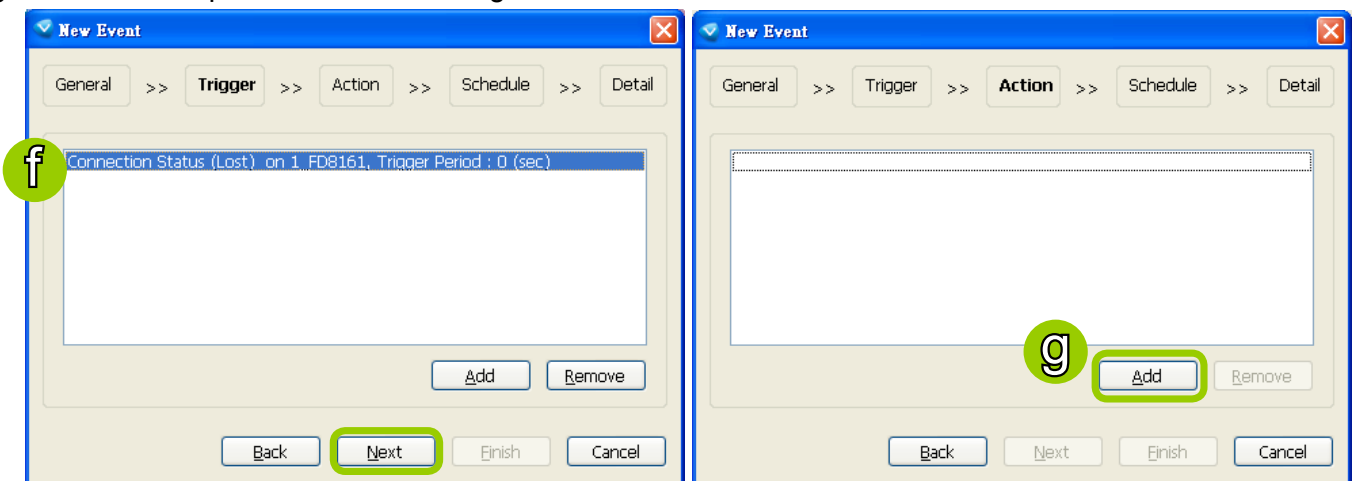 New Event
General >> Trigger >> Action >> Schedule >> Detail
f
Connection Status (Lost) on 1_FD8161, Trigger Period : 0 (sec)
Add Remove
Back Next Finish Cancel
New Event
General >> Trigger >> Action >> Schedule >> Detail
g
Add Remove
Back Next Finish Cancel